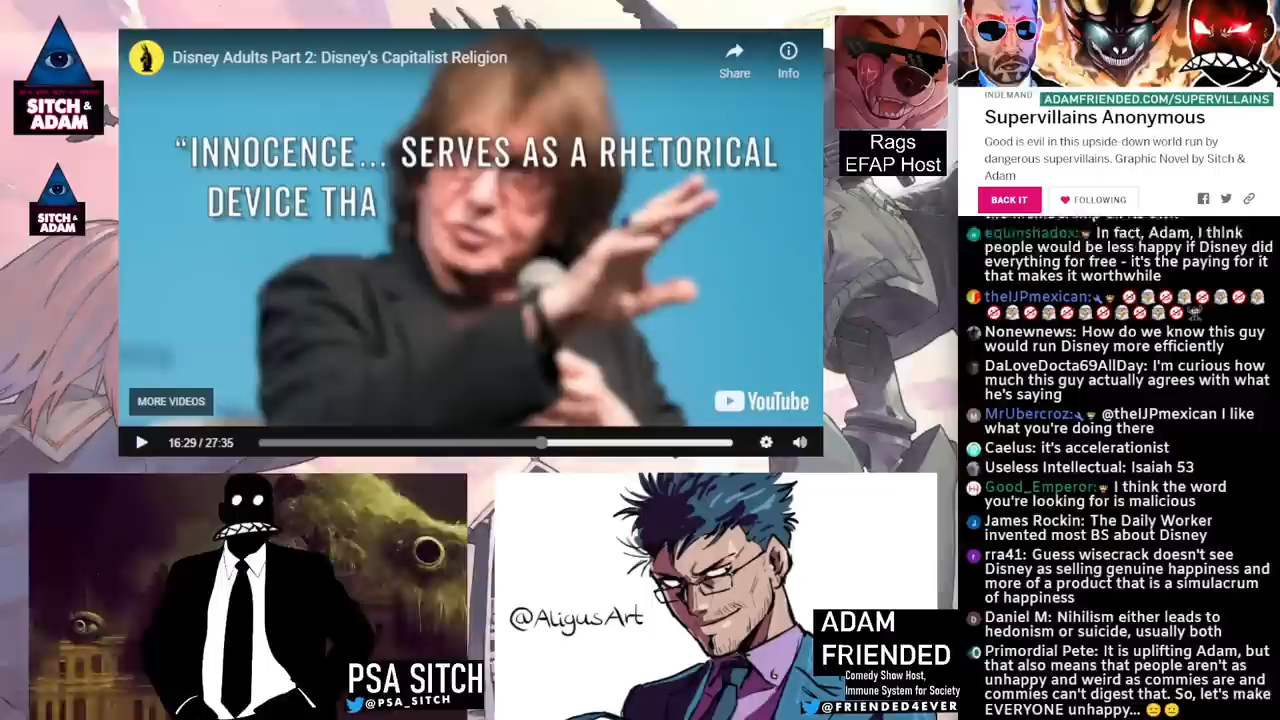 SITCH &
ADAM
SITCH &
ADAM
Disney Adults Part 2: Disney's Capitalist Religion
Share
Info
“INNOCENCE... SERVES AS A RHETORICAL
DEVICE THA
MORE VIDEOS
YouTube
16:29 / 27:35
Rags
EFAP Host
INDEMAND
ADAMFRIENDED.COM/SUPERVILLAINS
Supervillains Anonymous
Good is evil in this upside-down world run by
dangerous supervillains. Graphic Novel by Sitch &
Adam
BACK IT
FOLLOWING
equinshadox: In fact, Adam, I think
people would be less happy if Disney did
everything for free - it's the paying for it
that makes it worthwhile
theIJPmexican:
Nonewnews: How do we know this guy
would run Disney more efficiently
DaLoveDocta69AllDay: I'm curious how
much this guy actually agrees with what
he's saying
MrUbercroz: @theIJPmexican I like
what you're doing there
Caelus: it's accelerationist
Useless Intellectual: Isaiah 53
Good_Emperor: I think the word
you're looking for is malicious
James Rockin: The Daily Worker
invented most BS about Disney
rra41: Guess wisecrack doesn't see
Disney as selling genuine happiness and
more of a product that is a simulacrum
of happiness
Daniel M: Nihilism either leads to
hedonism or suicide, usually both
Primordial Pete: It is uplifting Adam, but
that also means that people aren't as
unhappy and weird as commies are and
commies can't digest that. So, let's make
EVERYONE unhappy...
PSA SITCH
@PSA_SITCH
@AligusArt
ADAM
FRIENDED
Comedy Show Host,
Immune System for Society
@FRIENDED4EVER